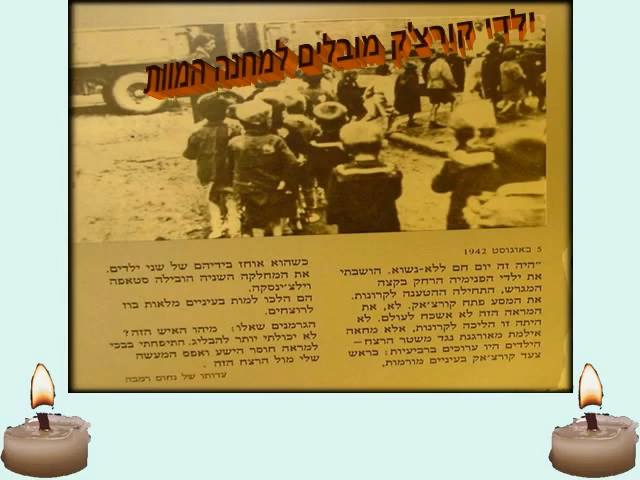 ילדי קורצ'ק מובלים למחנה המוות
5 באוגוסט 1942
"היה זה יום חם ללא-נשוא. הושבתי
את ילדי הפנימיה הרחק בקצה
המגרש, התחילה ההטענה לקרונות.
את המסע פתח קורצ'אק. לא, את
המראה הזה לא אשכח לעולם. לא
היתה זו הליכה לקרונות, אלא מחאה
אילמת מאורגנת נגד משטר הרצח —
הילדים היו ערוכים ברביעיות: בראש
צעד קורצ'אק בעיניים מורמות,
כשהוא אוחז בידיהם של שני ילדים.
את המחלקה השניה הובילה סטאפה
וילצ'ינסקה.
הם הלכו למות בעיניים מלאות בוז
לרוצחים.
הגרמנים שאלו: מיהו האיש הזה?
לא יכולתי יותר להבליג. התיפחתי בבכי
למראה חוסר הישע ואפס המעשה
שלי מול הרצח הזה.
עדותו של נחום רמבה